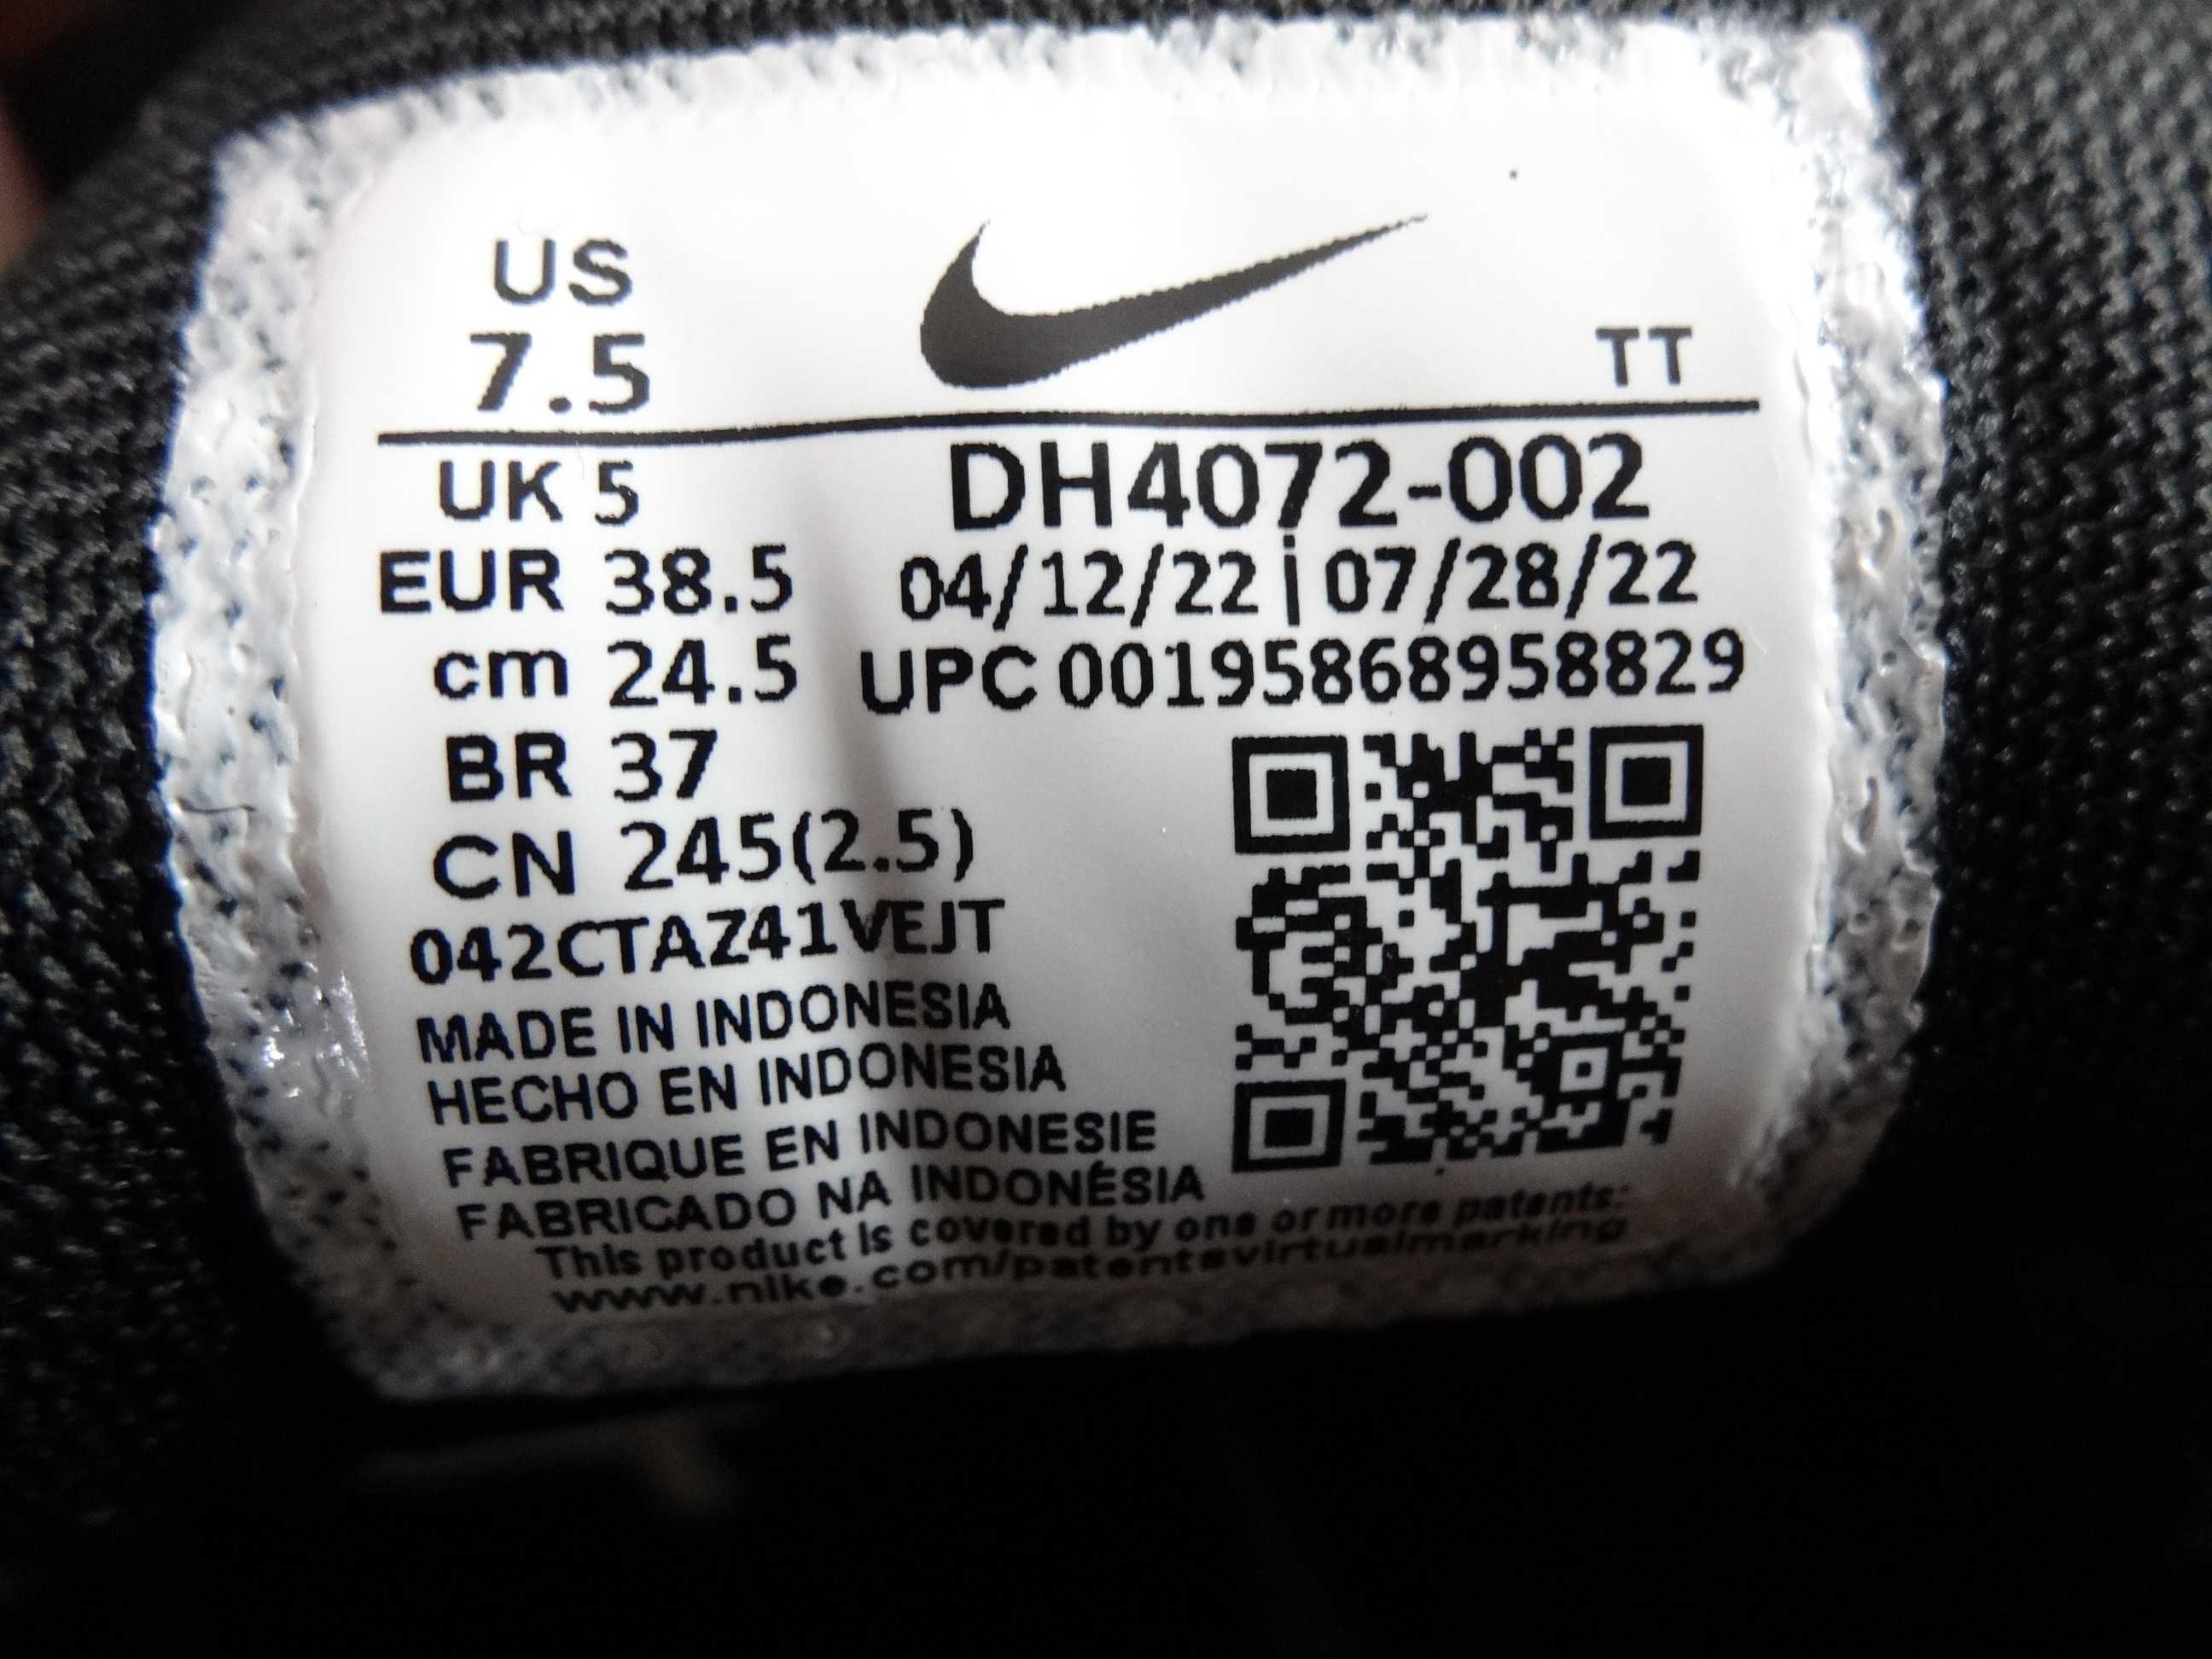 US
7.5
TT
UK 5
DH4072-002
EUR 38.5
04/12/22 | 07/28/22
cm 24.5
UPC 00195868958829
BR 37
CN 245(2.5)
042CTAZ41VEJT
MADE IN INDONESIA
HECHO EN INDONESIA
FABRIQUE EN INDONESIE
FABRICADO NA INDONÉSIA
This product is covered by one or more patents:
www.nike.com/patentsvirtualmarking